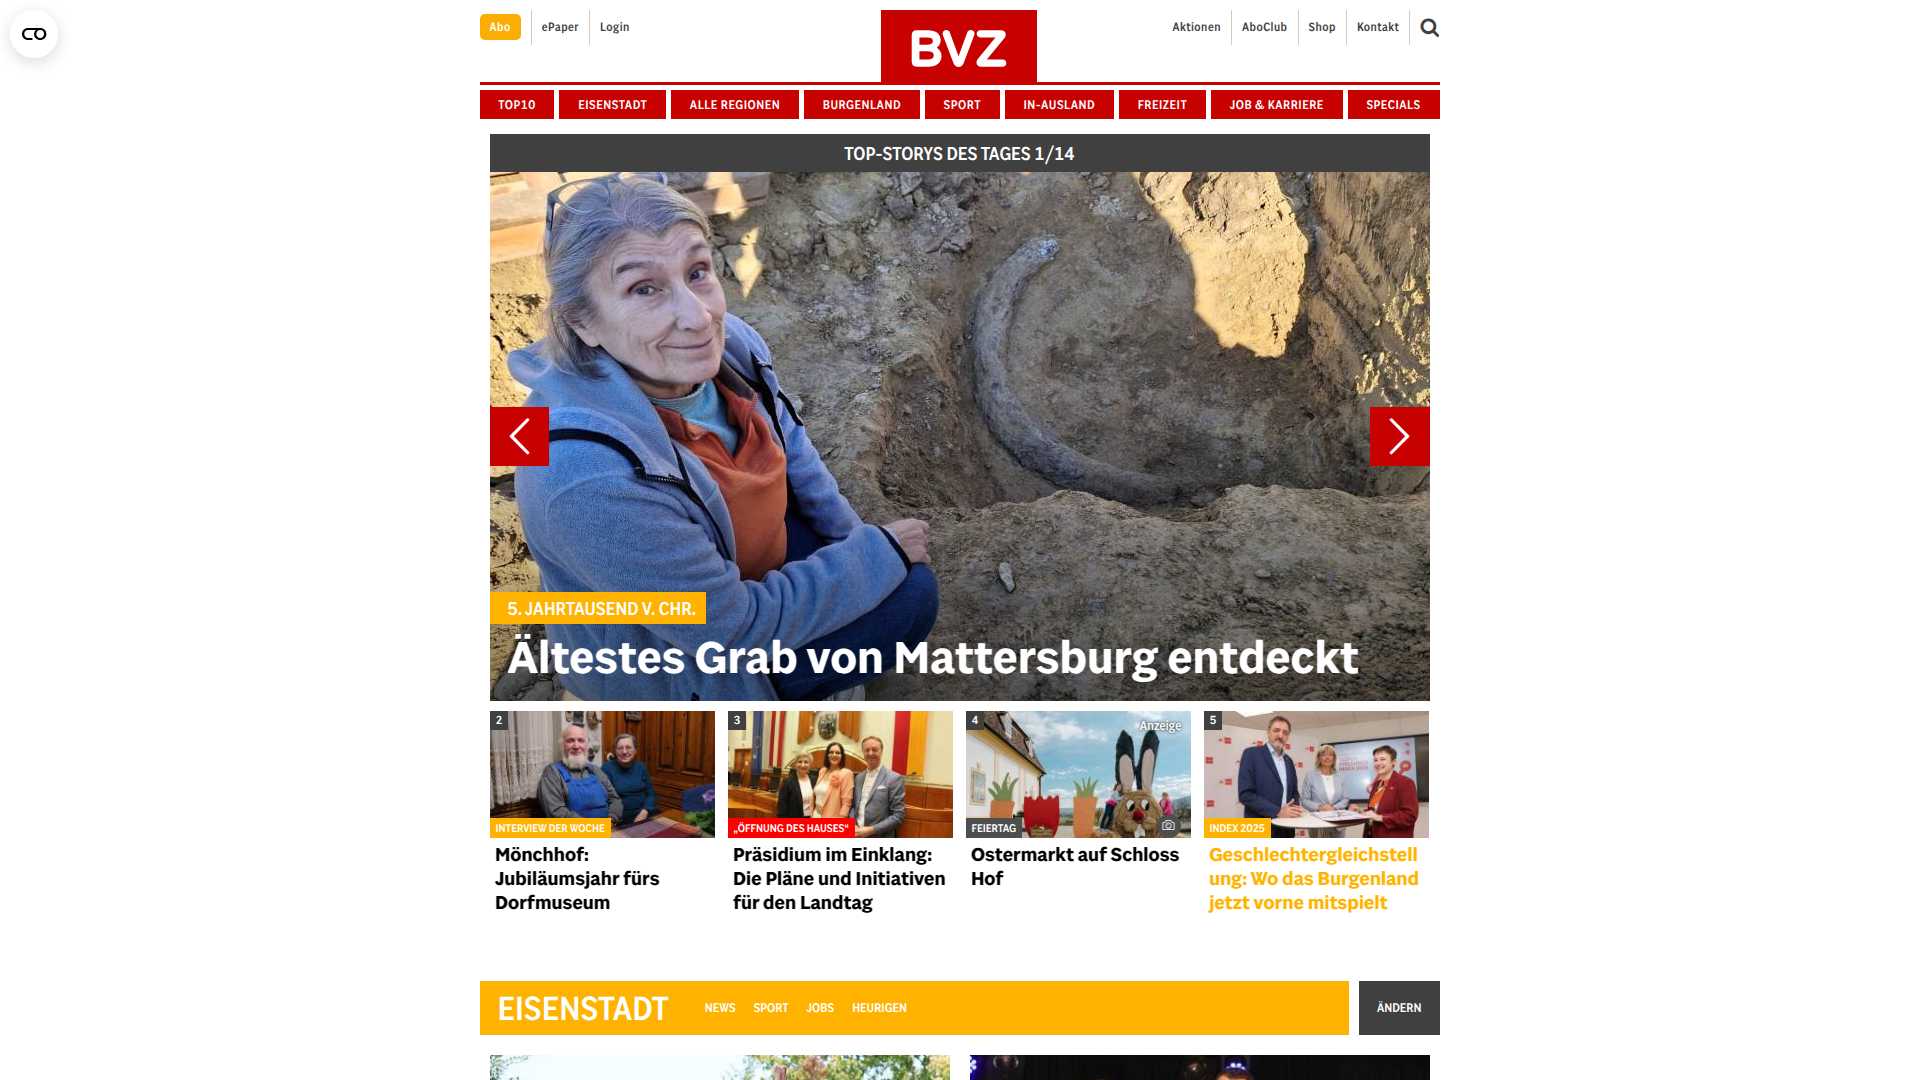 Abo
ePaper
Login
BVZ
Aktionen
AboClub
Shop
Kontakt
TOP10
EISENSTADT
ALLE REGIONEN
BURGENLAND
SPORT
IN-AUSLAND
FREIZEIT
JOB & KARRIERE
SPECIALS
TOP-STORYS DES TAGES 1/14
5. JAHRTAUSEND V. CHR.
Ältestes Grab von Mattersburg entdeckt
2
INTERVIEW DER WOCHE
Mönchhof:
Jubiläumsjahr fürs
Dorfmuseum
3
„ÖFFNUNG DES HAUSES“
Präsidium im Einklang:
Die Pläne und Initiativen
für den Landtag
4
Anzeige
FEIERTAG
Ostermarkt auf Schloss
Hof
5
INDEX 2025
Geschlechtergleichstell
ung: Wo das Burgenland
jetzt vorne mitspielt
EISENSTADT
NEWS
SPORT
JOBS
HEURIGEN
ÄNDERN